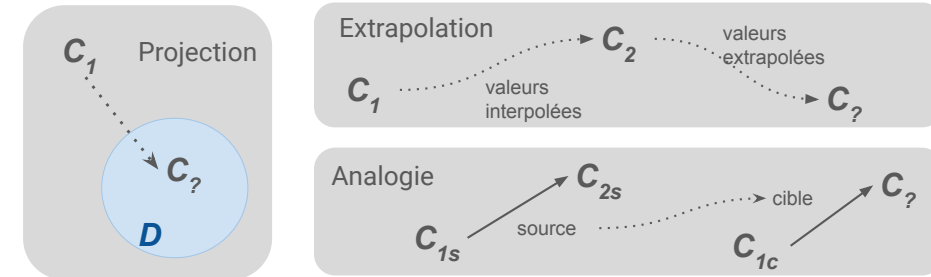 Projection
C1
C?
D
Extrapolation
C1
valeurs
interpolées
C2
valeurs
extrapolées
C?
Analogie
C1s
C2s
source
cible
C1c
C?